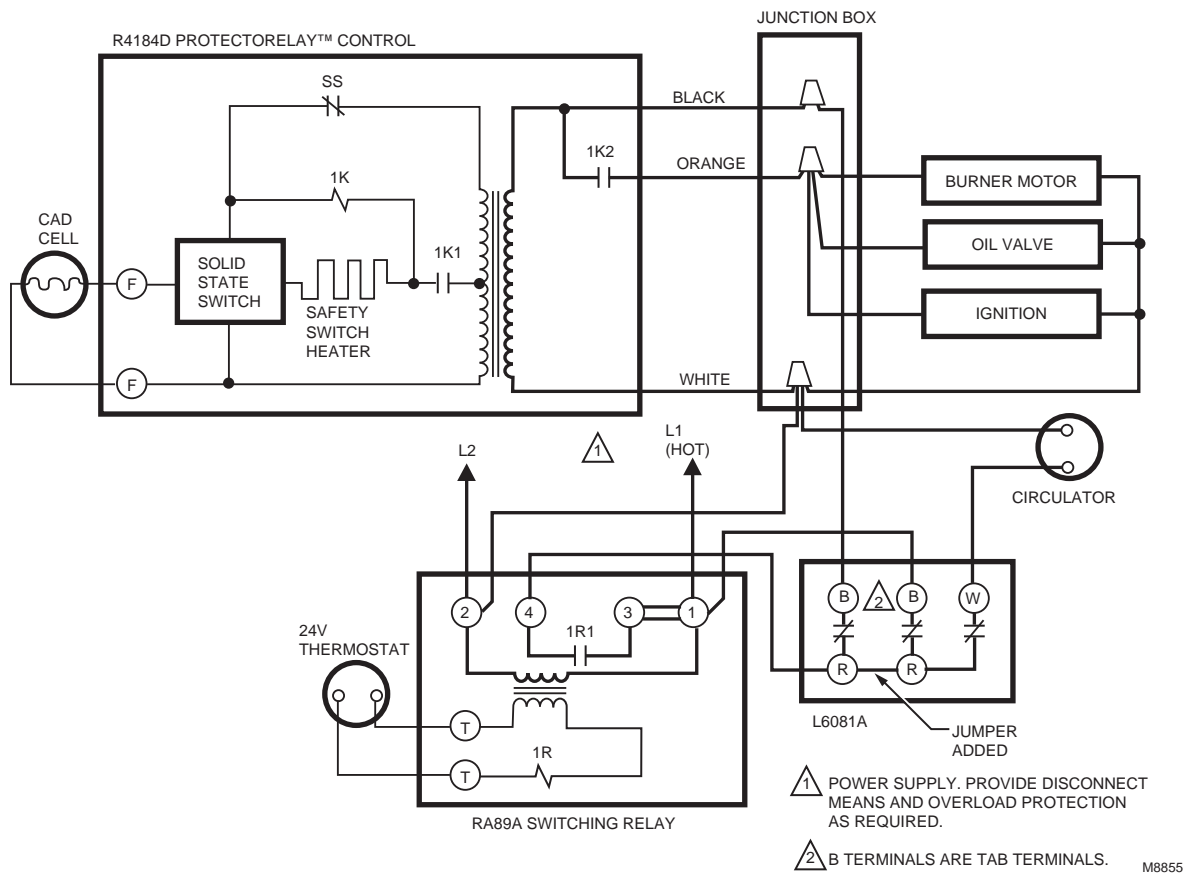 JUNCTION BOX
R4184D PROTECTORELAY™ CONTROL
SS
BLACK
1K2
ORANGE
BURNER MOTOR
1K
CAD
CELL
1K1
OIL VALVE
F
SOLID
STATE
SWITCH
SAFETY
SWITCH
HEATER
IGNITION
F
WHITE
1
L2
L1
(HOT)
CIRCULATOR
2
4
3
1
B
2
B
W
1R1
24V
THERMOSTAT
R
R
L6081A
JUMPER
ADDED
T
1R
T
RA89A SWITCHING RELAY
1 POWER SUPPLY. PROVIDE DISCONNECT
MEANS AND OVERLOAD PROTECTION
AS REQUIRED.
2 B TERMINALS ARE TAB TERMINALS.
M8855